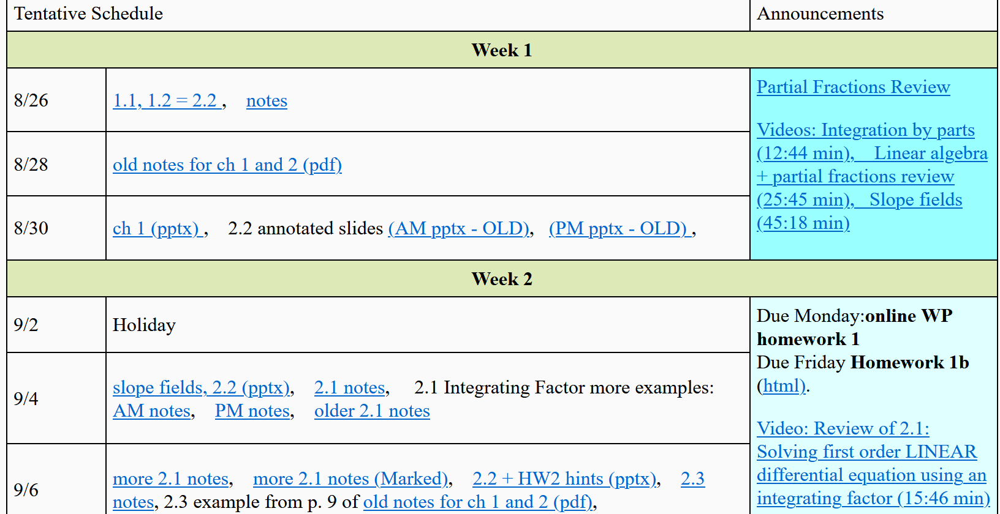 Tentative Schedule
Announcements
Week 1
8/26
1.1, 1.2 = 2.2 , notes
8/28
old notes for ch 1 and 2 (pdf)
8/30
ch 1 (pptx) , 2.2 annotated slides (AM pptx - OLD), (PM pptx - OLD) ,
Partial Fractions Review
Videos: Integration by parts
(12:44 min), Linear algebra
+ partial fractions review
(25:45 min), Slope fields
(45:18 min)
Week 2
9/2
Holiday
9/4
slope fields, 2.2 (pptx), 2.1 notes, 2.1 Integrating Factor more examples:
AM notes, PM notes, older 2.1 notes
9/6
more 2.1 notes, more 2.1 notes (Marked), 2.2 + HW2 hints (pptx), 2.3
notes, 2.3 example from p. 9 of old notes for ch 1 and 2 (pdf),
Due Monday:online WP
homework 1
Due Friday Homework 1b
(html).
Video: Review of 2.1:
Solving first order LINEAR
differential equation using an
integrating factor (15:46 min)